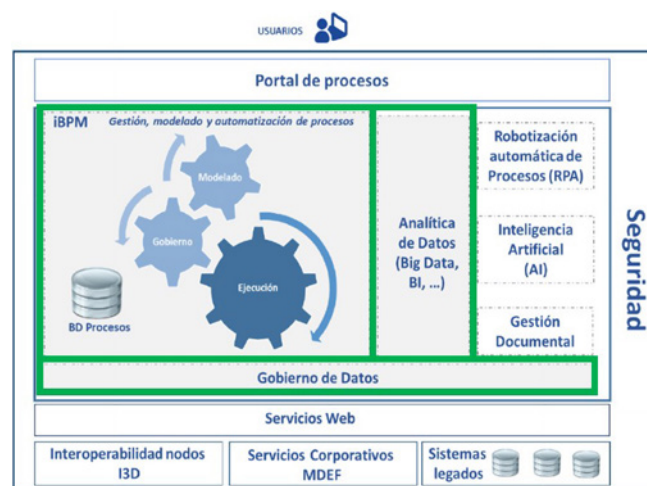 USUARIOS
Portal de procesos
iBPM
Gestión, modelado y automatización de procesos
Modelado
Gobierno
Ejecución
BD Procesos
Analítica
de Datos
(Big Data,
BI, ...)
Robotización
automática de
Procesos (RPA)
Inteligencia
Artificial
(AI)
Gestión
Documental
Seguridad
Gobierno de Datos
Servicios Web
Interoperabilidad nodos
I3D
Servicios Corporativos
MDEF
Sistemas
legados